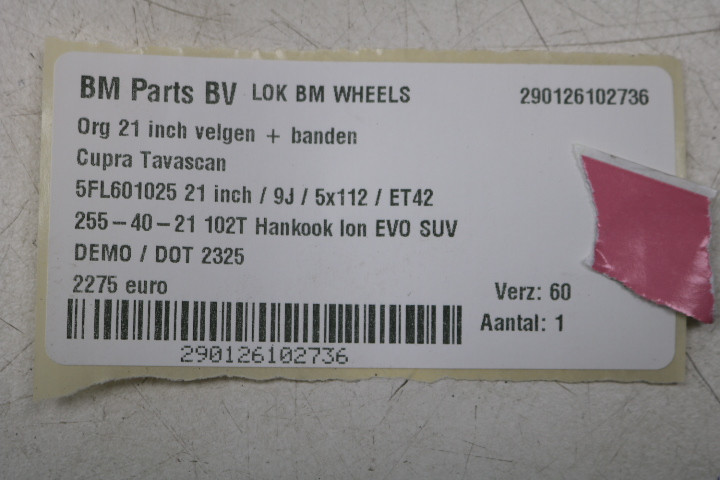 BM Parts BV LOK BM WHEELS 290126102736
Org 21 inch velgen + banden
Cupra Tavascan
5FL601025 21 inch / 9J / 5x112 / ET42
255-40-21 102T Hankook Ion EVO SUV
DEMO / DOT 2325
2275 euro
Verz: 60
Aantal: 1
290126102736